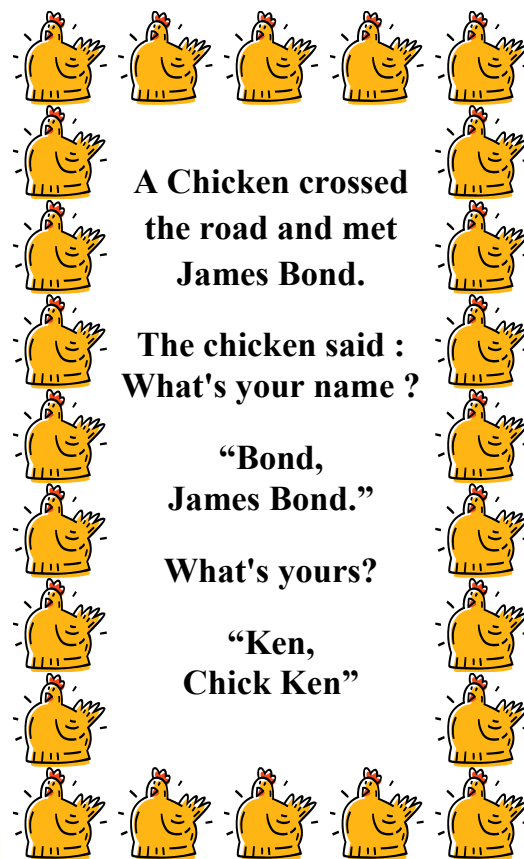 A Chicken crossed
the road and met
James Bond.
The chicken said :
What's your name ?
“Bond,
James Bond.”
What's yours?
“Ken,
Chick Ken”